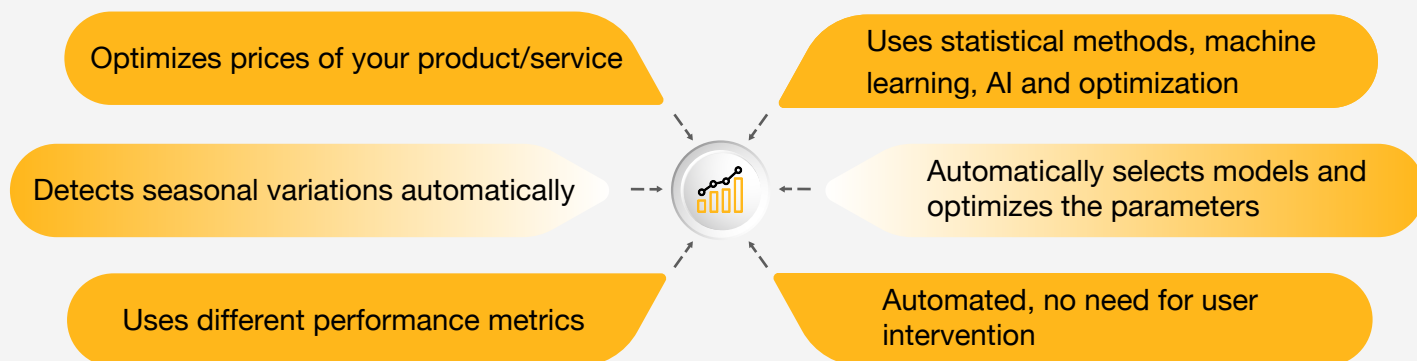 Optimizes prices of your product/service
Uses statistical methods, machine
learning, AI and optimization
Detects seasonal variations automatically
Automatically selects models and
optimizes the parameters
Uses different performance metrics
Automated, no need for user
intervention